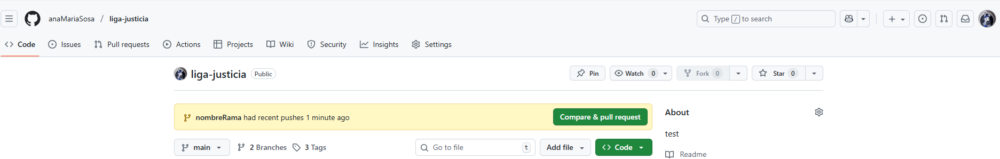 anaMariaSosa / liga-justicia
Type / to search
Code Issues Pull requests Actions Projects Wiki Security Insights Settings
liga-justicia Public
Pin Watch 0 Fork 0 Star 0
nombreRama had recent pushes 1 minute ago
Compare & pull request
About
test
main 2 Branches 3 Tags
Go to file t
Add file
Code
Readme